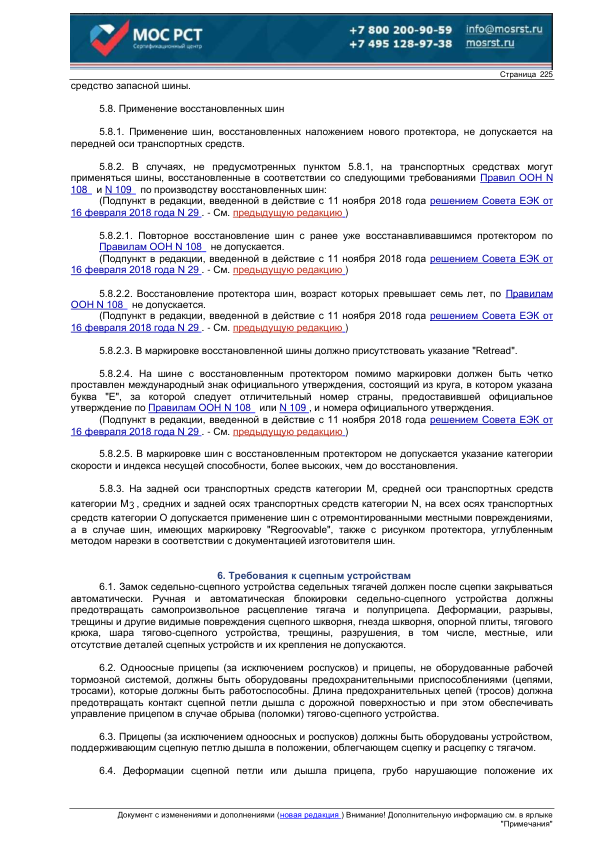 МОС РСТ
Сертификационный центр
+7 800 200-90-59 info@mosrst.ru
+7 495 128-97-38 mosrst.ru
Страница 225
средство запасной шины.
5.8. Применение восстановленных шин
5.8.1. Применение шин, восстановленных наложением нового протектора, не допускается на
передней оси транспортных средств.
5.8.2. В случаях, не предусмотренных пунктом 5.8.1, на транспортных средствах могут
применяться шины, восстановленные в соответствии со следующими требованиями Правил ООН N
108 и N 109 по производству восстановленных шин:
(Подпункт в редакции, введенной в действие с 11 ноября 2018 года решением Совета ЕЭК от
16 февраля 2018 года N 29 . - См. предыдущую редакцию )
5.8.2.1. Повторное восстановление шин с ранее уже восстанавливавшимся протектором по
Правилам ООН N 108 не допускается.
(Подпункт в редакции, введенной в действие с 11 ноября 2018 года решением Совета ЕЭК от
16 февраля 2018 года N 29 . - См. предыдущую редакцию )
5.8.2.2. Восстановление протектора шин, возраст которых превышает семь лет, по Правилам
ООН N 108 не допускается.
(Подпункт в редакции, введенной в действие с 11 ноября 2018 года решением Совета ЕЭК от
16 февраля 2018 года N 29 . - См. предыдущую редакцию )
5.8.2.3. В маркировке восстановленной шины должно присутствовать указание "Retread".
5.8.2.4. На шине с восстановленным протектором помимо маркировки должны быть четко
проставлен международный знак официального утверждения, состоящий из круга, в котором указана
буква "Е", за которой следует отличительный номер страны, предоставившей официальное
утверждение по Правилам ООН N 108 или N 109 , и номера официального утверждения.
(Подпункт в редакции, введенной в действие с 11 ноября 2018 года решением Совета ЕЭК от
16 февраля 2018 года N 29 . - См. предыдущую редакцию )
5.8.2.5. В маркировке шин с восстановленным протектором не допускается указание категории
скорости и индекса несущей способности, более высоких, чем до восстановления.
5.8.3. На задней оси транспортных средств категории М, средней оси транспортных средств
категории М3 , средних и задней осях транспортных средств категории N, на всех осях транспортных
средств категории О допускается применение шин с отремонтированными местными повреждениями,
а в случае шин, имеющих маркировку "Regroovable", также с рисунком протектора, углубленным
методом нарезки в соответствии с документацией изготовителя шин.
6. Требования к сцепным устройствам
6.1. Замок седельно-сцепного устройства седельных тягачей должен после сцепки закрываться
автоматически. Ручная и автоматическая блокировки седельно-сцепного устройства должны
предотвращать самопроизвольное расцепление тягача и полуприцепа. Деформации, разрывы,
трещины и другие видимые повреждения сцепного шкворня, гнезда шкворня, опорной плиты, тягового
крюка, шара тягово-сцепного устройства, трещины, разрушения, в том числе, местные, или
отсутствие деталей сцепных устройств и их крепления не допускаются.
6.2. Одноосные прицепы (за исключением роспусков) и прицепы, не оборудованные рабочей
тормозной системой, должны быть оборудованы предохранительными приспособлениями (цепями,
тросами), которые должны быть работоспособны. Длина предохранительных цепей (тросов) должна
предотвращать контакт сцепной петли дышла с дорожной поверхностью и при этом обеспечивать
управление прицепом в случае обрыва (поломки) тягово-сцепного устройства.
6.3. Прицепы (за исключением одноосных и роспусков) должны быть оборудованы устройством,
поддерживающим сцепную петлю дышла в положении, облегчающем сцепку и расцепку с тягачом.
6.4. Деформации сцепной петли или дышла прицепа, грубо нарушающие положение их
Документ с изменениями и дополнениями (новая редакция ) Внимание! Дополнительную информацию см. в ярлыке
"Примечания"